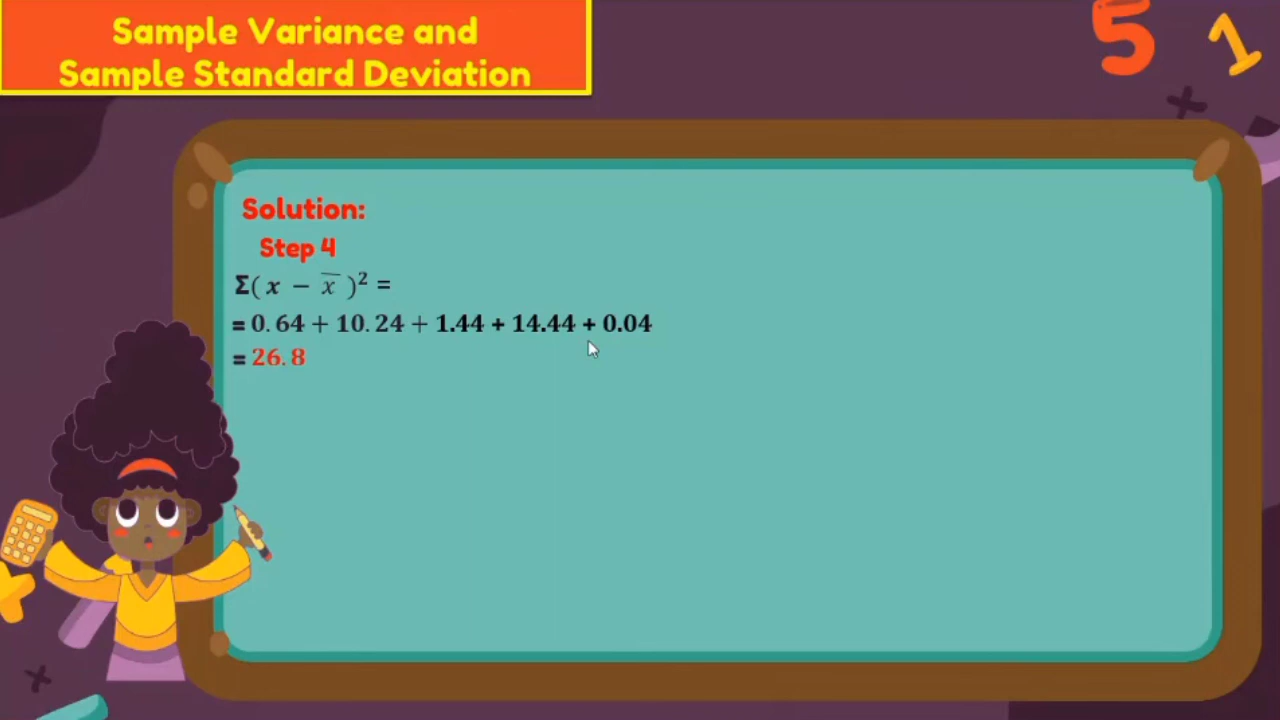 Sample Variance and
Sample Standard Deviation
5 1
Solution:
Step 4
Σ( x − x̅ )² =
= 0.64 + 10.24 + 1.44 + 14.44 + 0.04
= 26.8